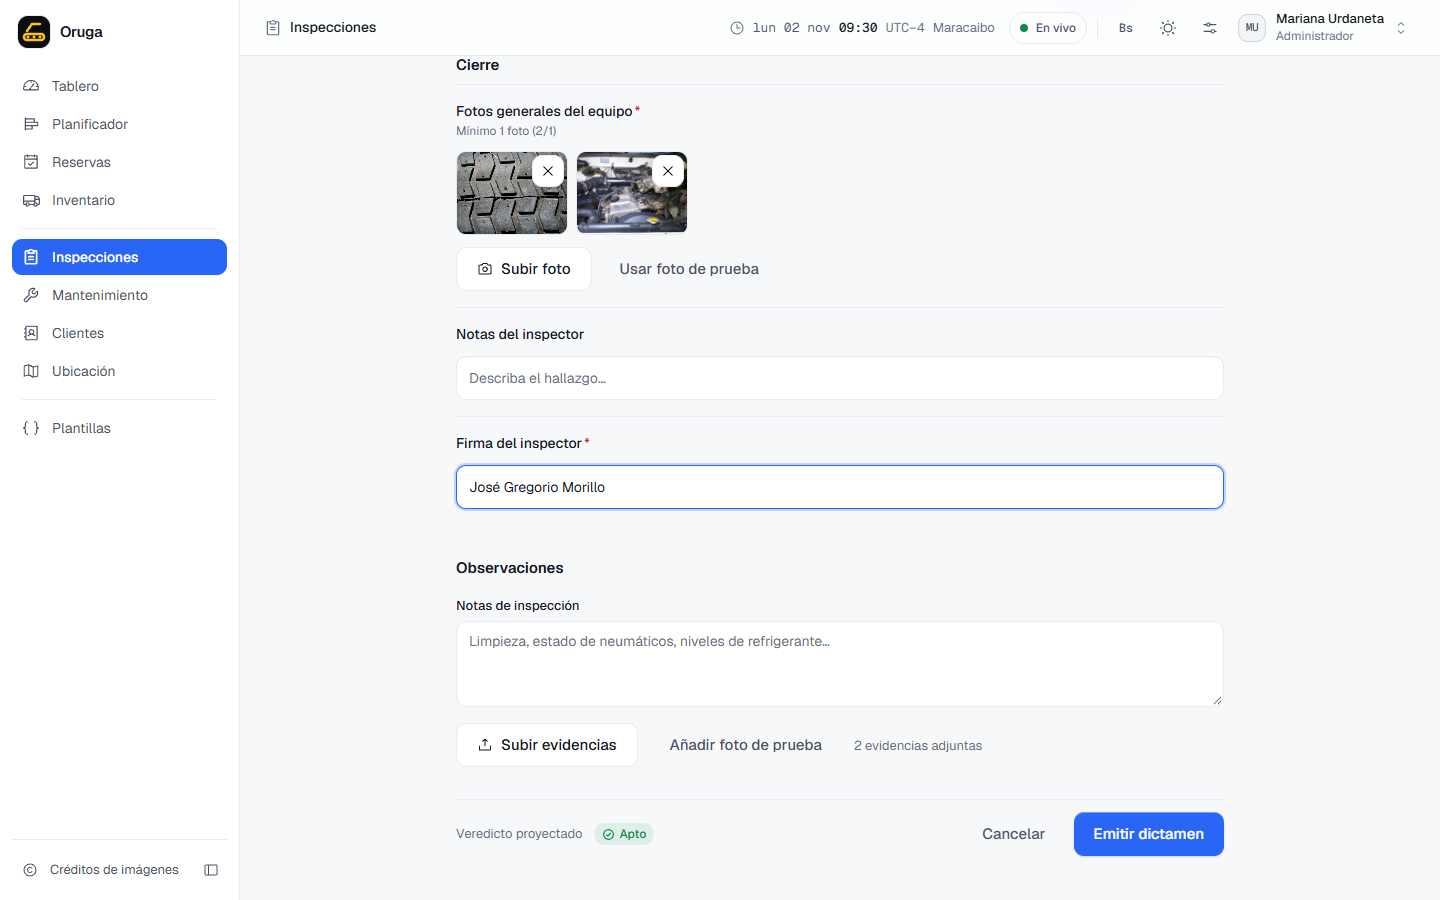 Oruga
Tablero
Planificador
Reservas
Inventario
Inspecciones
Mantenimiento
Clientes
Ubicación
Plantillas
Créditos de imágenes
Inspecciones
lun 02 nov 09:30 UTC−4 Maracaibo
En vivo
Bs
MU
Mariana Urdaneta
Administrador
Cierre
Fotos generales del equipo *
Mínimo 1 foto (2/1)
Subir foto
Usar foto de prueba
Notas del inspector
Describa el hallazgo…
Firma del inspector *
José Gregorio Morillo
Observaciones
Notas de inspección
Limpieza, estado de neumáticos, niveles de refrigerante…
Subir evidencias
Añadir foto de prueba
2 evidencias adjuntas
Veredicto proyectado
Apto
Cancelar
Emitir dictamen